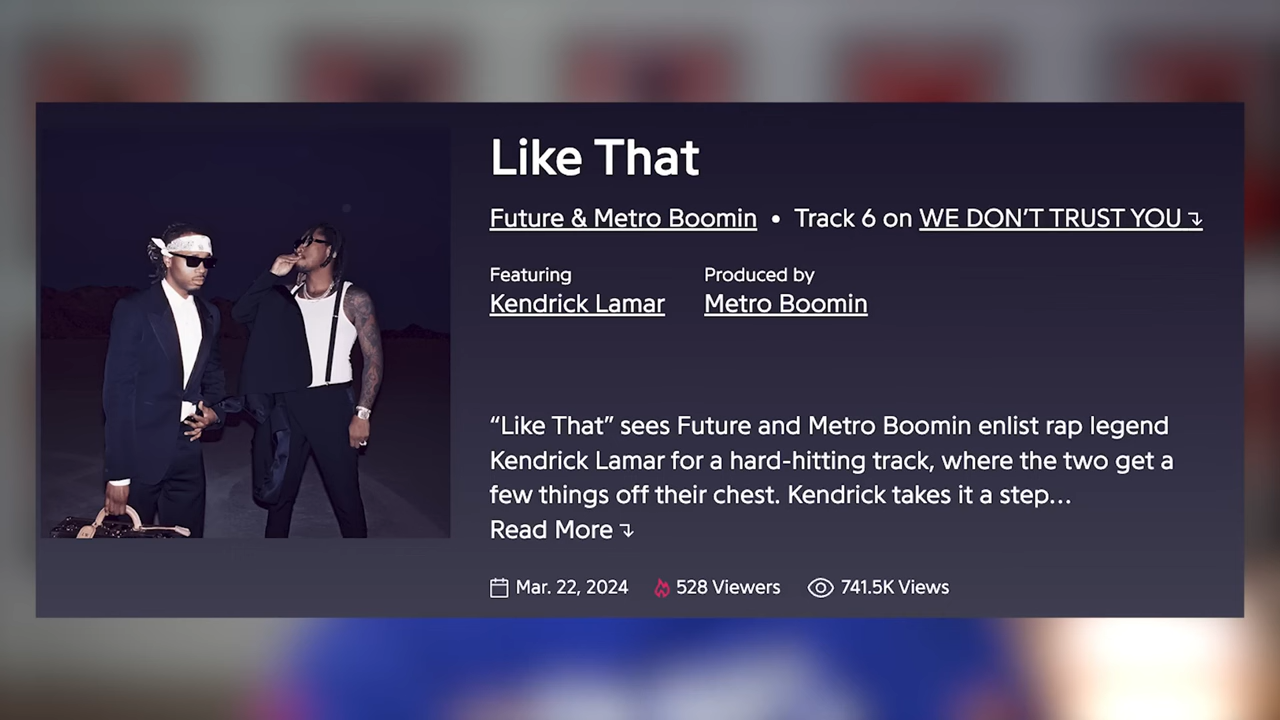 Like That
Future & Metro Boomin • Track 6 on WE DON’T TRUST YOU
Featuring
Kendrick Lamar
Produced by
Metro Boomin
“Like That” sees Future and Metro Boomin enlist rap legend
Kendrick Lamar for a hard-hitting track, where the two get a
few things off their chest. Kendrick takes it a step…
Read More
Mar. 22, 2024 528 Viewers 741.5K Views